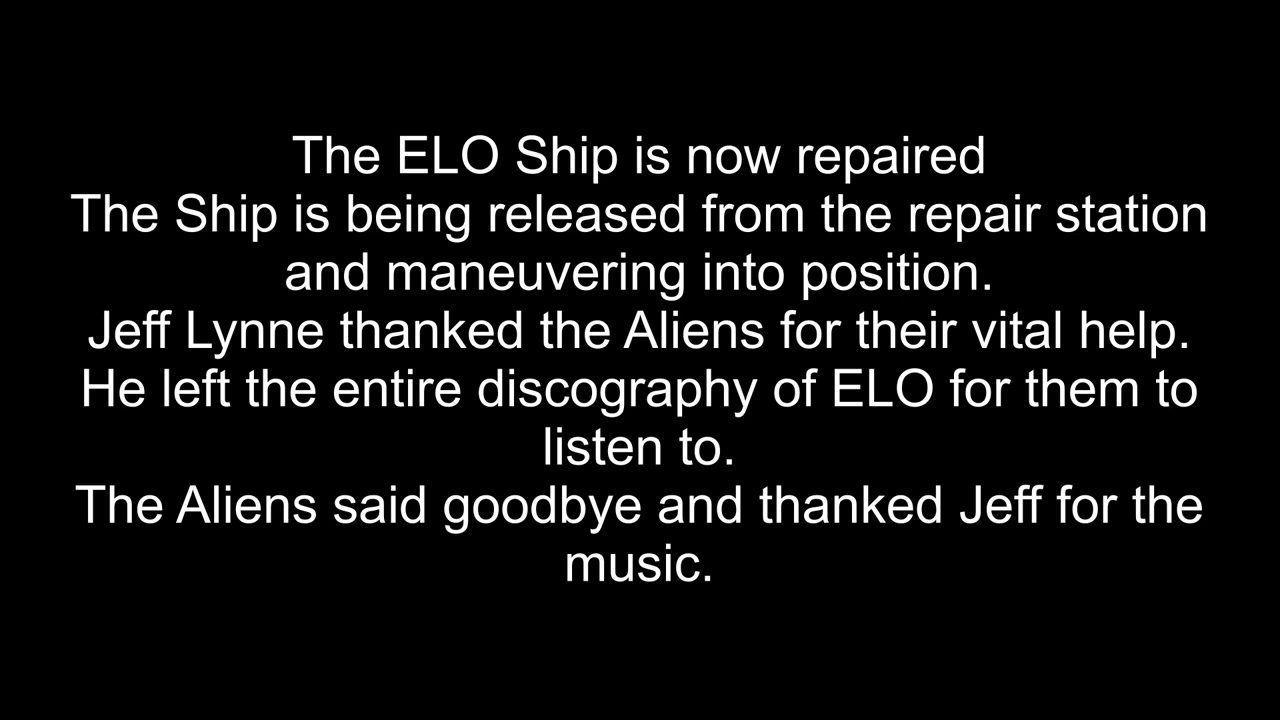 The ELO Ship is now repaired
The Ship is being released from the repair station
and maneuvering into position.
Jeff Lynne thanked the Aliens for their vital help.
He left the entire discography of ELO for them to
listen to.
The Aliens said goodbye and thanked Jeff for the
music.